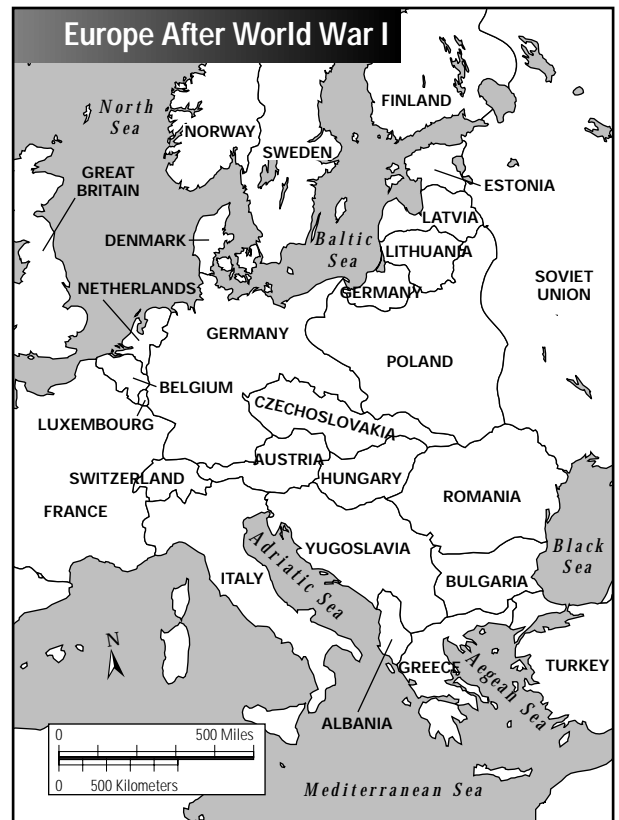 Europe After World War I
North
Sea
FINLAND
NORWAY
SWEDEN
GREAT
BRITAIN
ESTONIA
LATVIA
DENMARK
Baltic
Sea
LITHUANIA
NETHERLANDS
GERMANY
SOVIET
UNION
GERMANY
POLAND
BELGIUM
CZECHOSLOVAKIA
LUXEMBOURG
AUSTRIA
SWITZERLAND
HUNGARY
ROMANIA
FRANCE
Adriatic Sea
YUGOSLAVIA
Black
Sea
ITALY
BULGARIA
N
GREECE
Aegean Sea
TURKEY
ALBANIA
0 500 Miles
0 500 Kilometers
Mediterranean Sea